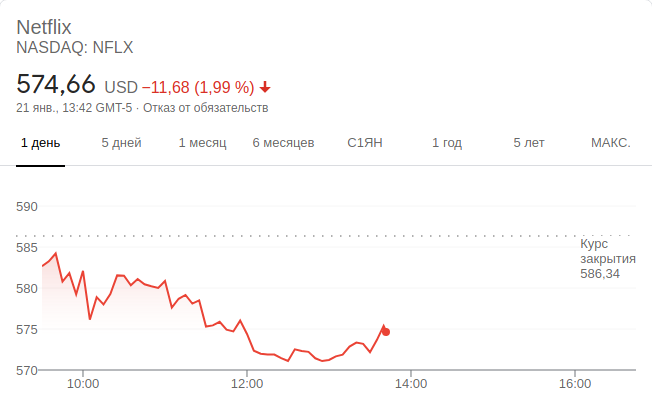 Netflix
NASDAQ: NFLX
574,66 USD −11,68 (1,99 %)
21 янв., 13:42 GMT-5 · Отказ от обязательств
1 день 5 дней 1 месяц 6 месяцев С1ЯН 1 год 5 лет МАКС.
590
585
580
575
570
Курс
закрытия
586,34
10:00 12:00 14:00 16:00